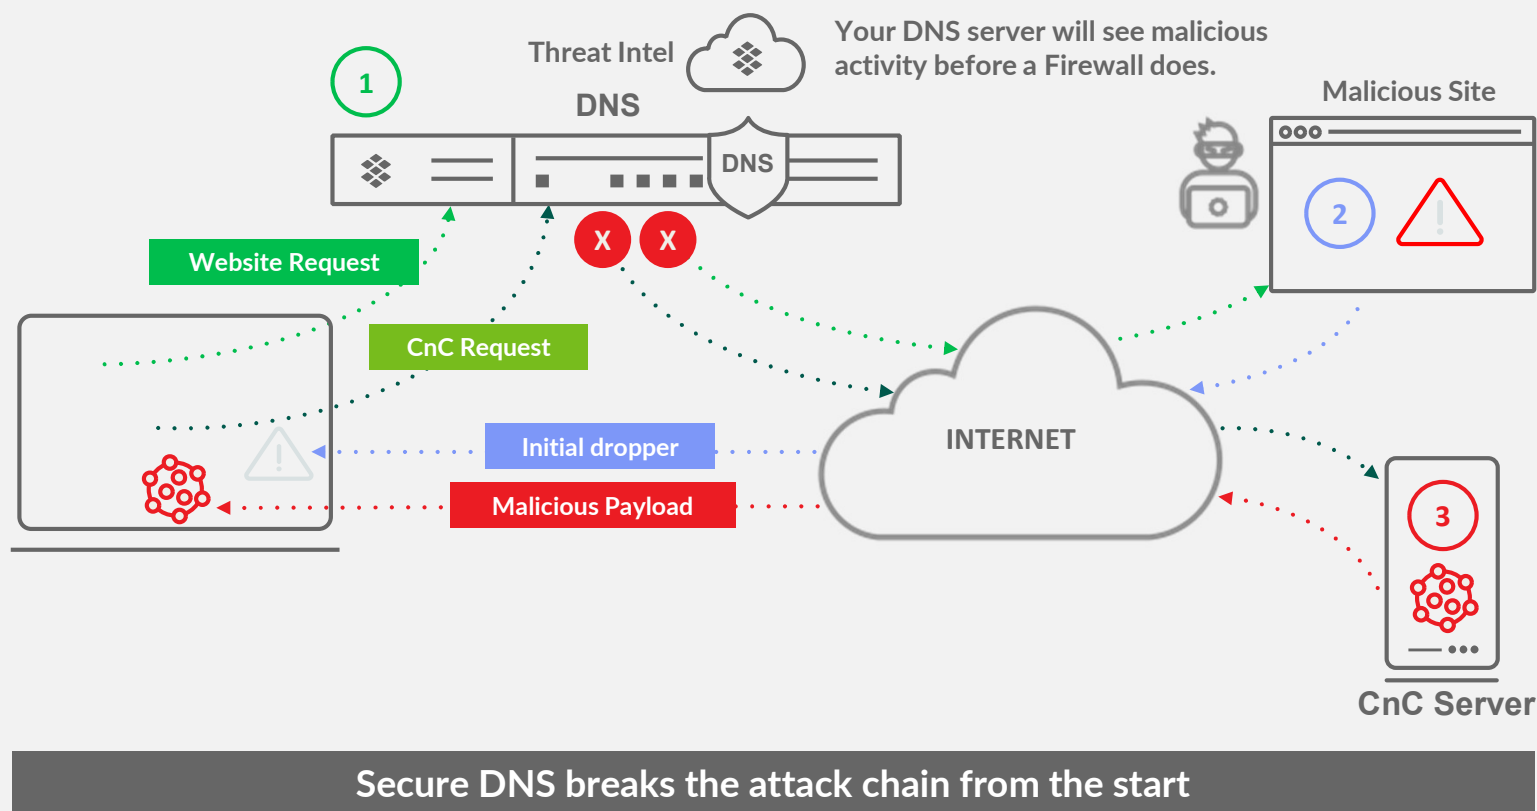 1
Threat Intel
Your DNS server will see malicious
activity before a Firewall does.
DNS
Malicious Site
DNS
2
X X
Website Request
CnC Request
INTERNET
Initial dropper
Malicious Payload
3
CnC Server
Secure DNS breaks the attack chain from the start